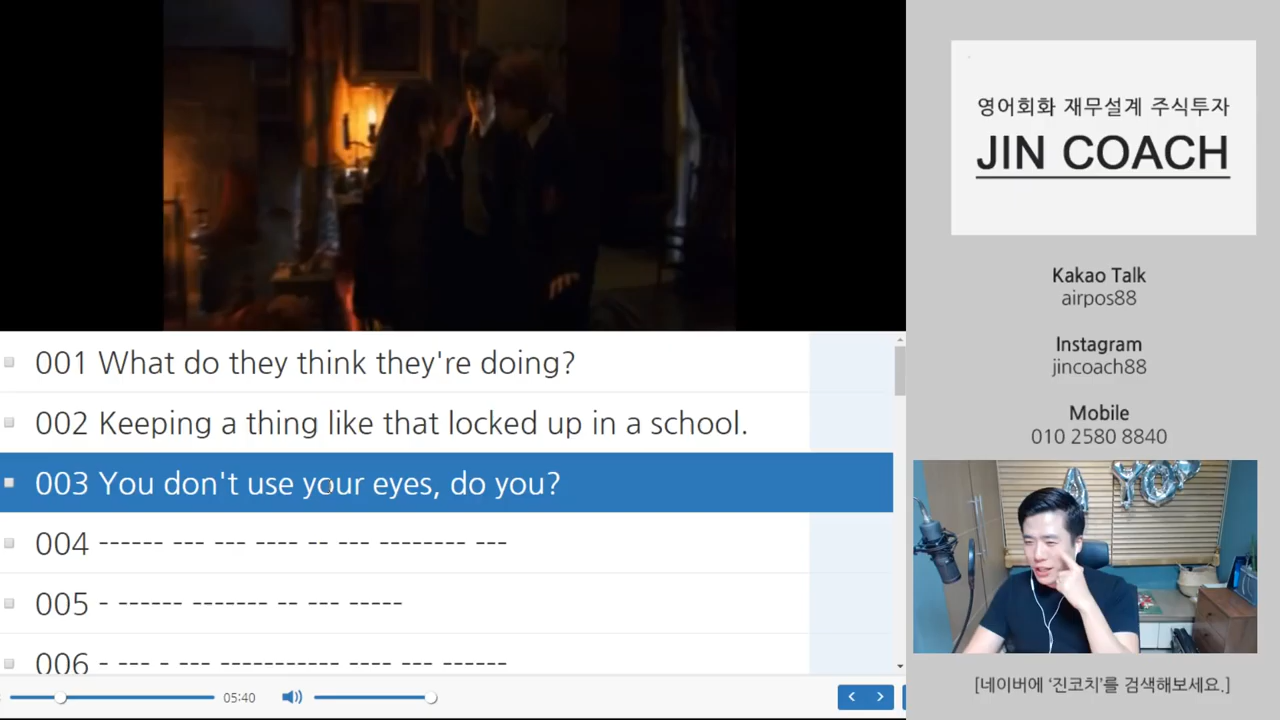 001 What do they think they're doing?
002 Keeping a thing like that locked up in a school.
003 You don't use your eyes, do you?
004 ------ --- --- ---- -- --- -------- ---
005 - ------ ------- -- --- -----
006 - --- - --- ----------- ---- --- ------
05:40
영어회화 재무설계 주식투자
JIN COACH
Kakao Talk
airpos88
Instagram
jincoach88
Mobile
010 2580 8840
[네이버에 '진코치'를 검색해보세요.]